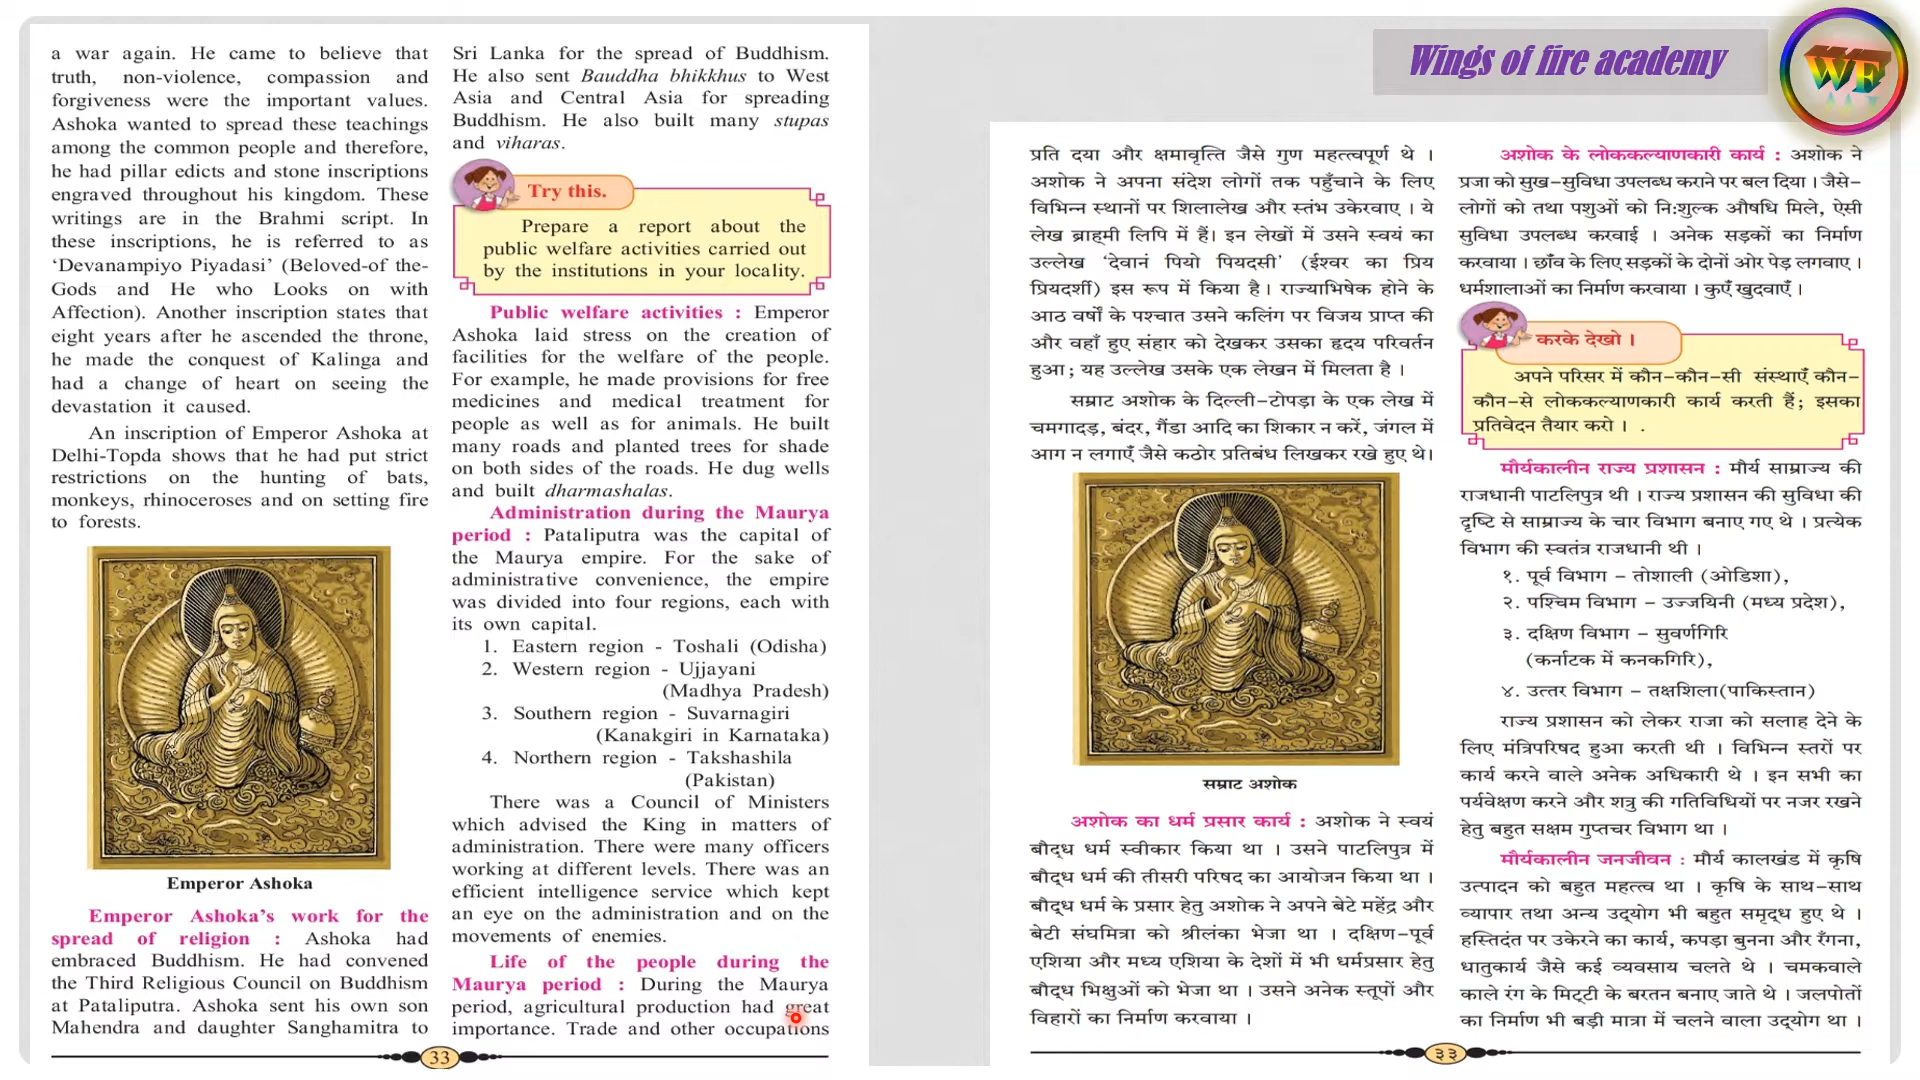 Wings of fire academy
WF
a war again. He came to believe that
truth, non-violence, compassion and
forgiveness were the important values.
Ashoka wanted to spread these teachings
among the common people and therefore,
he had pillar edicts and stone inscriptions
engraved throughout his kingdom. These
writings are in the Brahmi script. In
these inscriptions, he is referred to as
‘Devanampiyo Piyadasi’ (Beloved-of the-
Gods and He who Looks on with
Affection). Another inscription states that
eight years after he ascended the throne,
he made the conquest of Kalinga and
had a change of heart on seeing the
devastation it caused.
An inscription of Emperor Ashoka at
Delhi-Topda shows that he had put strict
restrictions on the hunting of bats,
monkeys, rhinoceroses and on setting fire
to forests.
Emperor Ashoka
Emperor Ashoka’s work for the
spread of religion : Ashoka had
embraced Buddhism. He had convened
the Third Religious Council on Buddhism
at Pataliputra. Ashoka sent his own son
Mahendra and daughter Sanghamitra to
Sri Lanka for the spread of Buddhism.
He also sent Bauddha bhikkhus to West
Asia and Central Asia for spreading
Buddhism. He also built many stupas
and viharas.
Try this.
Prepare a report about the
public welfare activities carried out
by the institutions in your locality.
Public welfare activities : Emperor
Ashoka laid stress on the creation of
facilities for the welfare of the people.
For example, he made provisions for free
medicines and medical treatment for
people as well as for animals. He built
many roads and planted trees for shade
on both sides of the roads. He dug wells
and built dharmashalas.
Administration during the Maurya
period : Pataliputra was the capital of
the Maurya empire. For the sake of
administrative convenience, the empire
was divided into four regions, each with
its own capital.
1. Eastern region - Toshali (Odisha)
2. Western region - Ujjayani
(Madhya Pradesh)
3. Southern region - Suvarnagiri
(Kanakgiri in Karnataka)
4. Northern region - Takshashila
(Pakistan)
There was a Council of Ministers
which advised the King in matters of
administration. There were many officers
working at different levels. There was an
efficient intelligence service which kept
an eye on the administration and on the
movements of enemies.
Life of the people during the
Maurya period : During the Maurya
period, agricultural production had great
importance. Trade and other occupations
33
प्रति दया और क्षमावृत्ति जैसे गुण महत्त्वपूर्ण थे ।
अशोक ने अपना संदेश लोगों तक पहुँचाने के लिए
विभिन्न स्थानों पर शिलालेख और स्तंभ उकेरवाए । ये
लेख ब्राह्मी लिपि में हैं। इन लेखों में उसने स्वयं का
उल्लेख ‘देवानं पियो पियदसी’ (ईश्वर का प्रिय
प्रियदर्शी) इस रूप में किया है। राज्याभिषेक होने के
आठ वर्षों के पश्चात उसने कलिंग पर विजय प्राप्त की
और वहाँ हुए संहार को देखकर उसका हृदय परिवर्तन
हुआ ; यह उल्लेख उसके एक लेखन में मिलता है ।
सम्राट अशोक के दिल्ली-टोपड़ा के एक लेख में
चमगादड़, बंदर, गैंडा आदि का शिकार न करें, जंगल में
आग न लगाएँ जैसे कठोर प्रतिबंध लिखकर रखे हुए थे।
सम्राट अशोक
अशोक का धर्म प्रसार कार्य : अशोक ने स्वयं
बौद्ध धर्म स्वीकार किया था । उसने पाटलिपुत्र में
बौद्ध धर्म की तीसरी परिषद का आयोजन किया था ।
बौद्ध धर्म के प्रसार हेतु अशोक ने अपने बेटे महेंद्र और
बेटी संघमित्रा को श्रीलंका भेजा था । दक्षिण-पूर्व
एशिया और मध्य एशिया के देशों में भी धर्मप्रसार हेतु
बौद्ध भिक्षुओं को भेजा था । उसने अनेक स्तूपों और
विहारों का निर्माण करवाया ।
अशोक के लोककल्याणकारी कार्य : अशोक ने
प्रजा को सुख-सुविधा उपलब्ध कराने पर बल दिया । जैसे-
लोगों को तथा पशुओं को निःशुल्क औषधि मिले, ऐसी
सुविधा उपलब्ध करवाई । अनेक सड़कों का निर्माण
करवाया । छाँव के लिए सड़कों के दोनों ओर पेड़ लगवाए ।
धर्मशालाओं का निर्माण करवाया । कुएँ खुदवाएँ ।
करके देखो ।
अपने परिसर में कौन-कौन-सी संस्थाएँ कौन-
कौन-से लोककल्याणकारी कार्य करती हैं; इसका
प्रतिवेदन तैयार करो । .
मौर्यकालीन राज्य प्रशासन : मौर्य साम्राज्य की
राजधानी पाटलिपुत्र थी । राज्य प्रशासन की सुविधा की
दृष्टि से साम्राज्य के चार विभाग बनाए गए थे । प्रत्येक
विभाग की स्वतंत्र राजधानी थी ।
१. पूर्व विभाग - तोशाली (ओडिशा),
२. पश्चिम विभाग - उज्जयिनी (मध्य प्रदेश),
३. दक्षिण विभाग - सुवर्णगिरि
(कर्नाटक में कनकगिरि),
४. उत्तर विभाग - तक्षशिला(पाकिस्तान)
राज्य प्रशासन को लेकर राजा को सलाह देने के
लिए मंत्रिपरिषद हुआ करती थी । विभिन्न स्तरों पर
कार्य करने वाले अनेक अधिकारी थे । इन सभी का
पर्यवेक्षण करने और शत्रु की गतिविधियों पर नजर रखने
हेतु बहुत सक्षम गुप्तचर विभाग था ।
मौर्यकालीन जनजीवन : मौर्य कालखंड में कृषि
उत्पादन को बहुत महत्त्व था । कृषि के साथ-साथ
व्यापार तथा अन्य उद्योग भी बहुत समृद्ध हुए थे ।
हस्तिदंत पर उकेरने का कार्य, कपड़ा बुनना और रँगना,
धातुकार्य जैसे कई व्यवसाय चलते थे । चमकवाले
काले रंग के मिट्टी के बरतन बनाए जाते थे । जलपोतों
का निर्माण भी बड़ी मात्रा में चलने वाला उद्योग था ।
३३